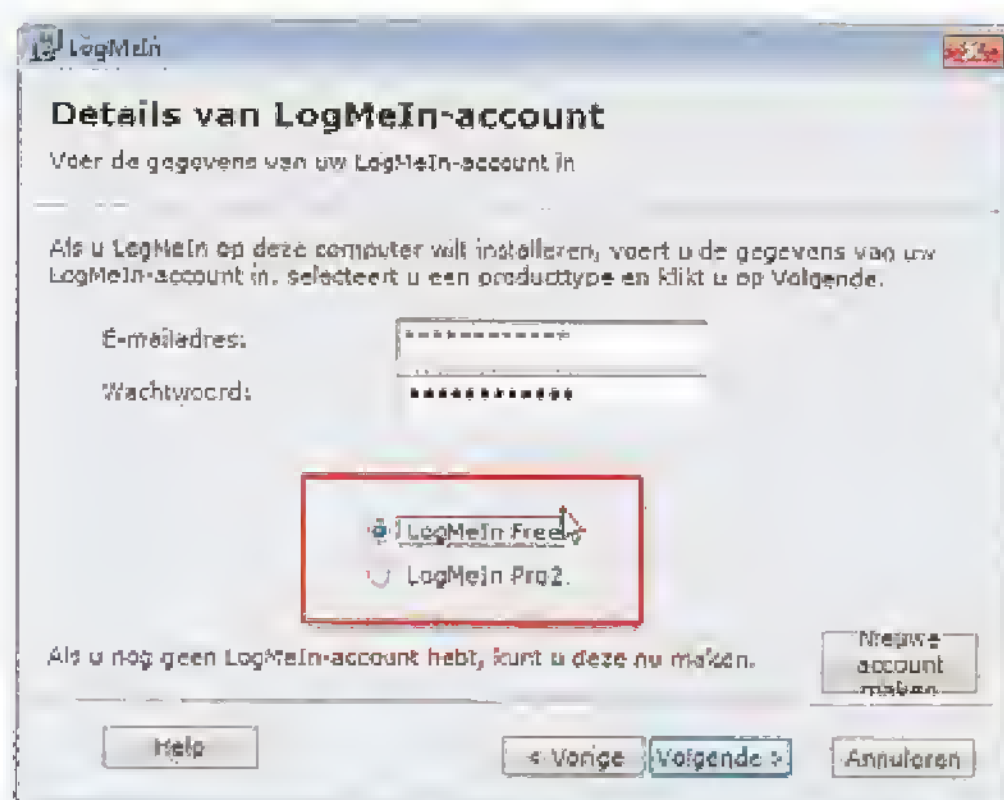 LogMeIn
Details van LogMeIn-account
Voer de gegevens van uw LogMeIn-account in
Als u LogMeIn op deze computer wilt installeren, voert u de gegevens van uw
LogMeIn-account in, selecteert u een producttype en klikt u op Volgende.
E-mailadres:
************
Wachtwoord:
************
LogMeIn Free
LogMeIn Pro2.
Als u nog geen LogMeIn-account hebt, kunt u deze nu maken.
Nieuwe
account
maken
Help
< Vorige
Volgende >
Annuleren